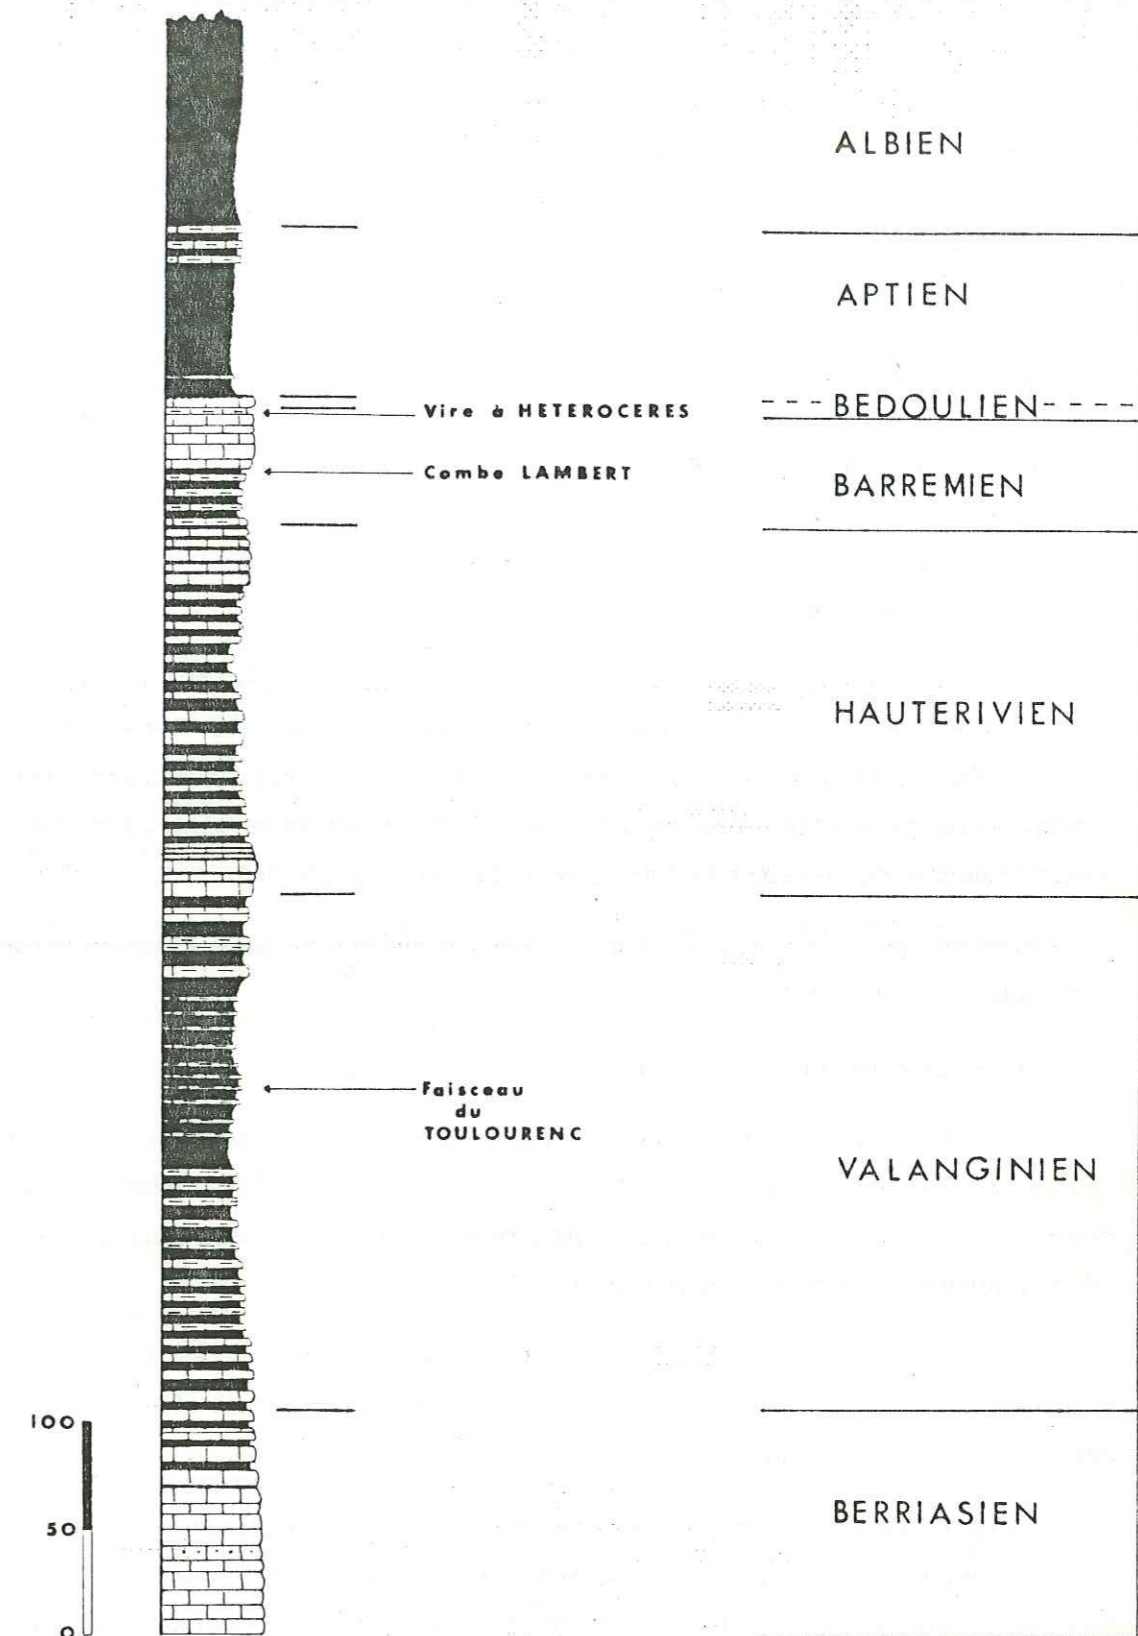 ALBIEN
APTIEN
Vire à HETEROCERES
BEDOULIEN
Combe LAMBERT
BARREMIEN
HAUTERIVIEN
Faisceau
du
TOULOURENC
VALANGINIEN
100
50
BERRIASIEN
0